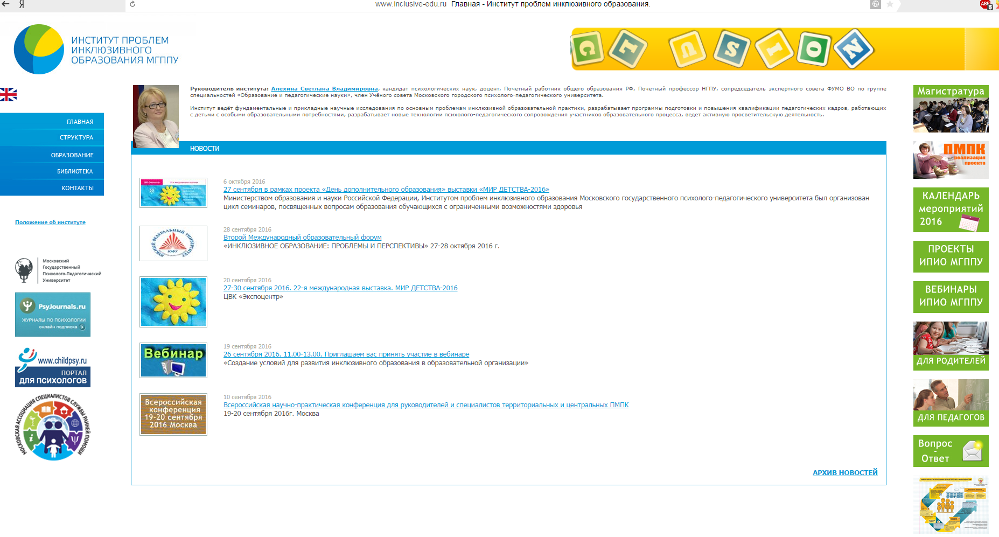 Я
www.inclusive-edu.ru Главная - Институт проблем инклюзивного образования.
ABP
5
ИНСТИТУТ ПРОБЛЕМ
ИНКЛЮЗИВНОГО
ОБРАЗОВАНИЯ МГППУ
C L U S I O N
Руководитель института: Алехина Светлана Владимировна, кандидат психологических наук, доцент, Почетный работник общего образования РФ, Почетный профессор НГПУ, сопредседатель экспертного совета ФУМО ВО по группе
специальностей «Образование и педагогические науки», член Учёного совета Московского городского психолого-педагогического университета.
Институт ведёт фундаментальные и прикладные научные исследования по основным проблемам инклюзивной образовательной практики, разрабатывает программы подготовки и повышения квалификации педагогических кадров, работающих
с детьми с особыми образовательными потребностями, разрабатывает новые технологии психолого-педагогического сопровождения участников образовательного процесса, ведет активную просветительскую деятельность.
ГЛАВНАЯ
СТРУКТУРА
ОБРАЗОВАНИЕ
БИБЛИОТЕКА
КОНТАКТЫ
Положение об институте
Московский
Государственный
Психолого-Педагогический
Университет
PsyJournals.ru
ЖУРНАЛЫ ПО ПСИХОЛОГИИ
онлайн подписка
www.childpsy.ru
ПОРТАЛ
ДЛЯ ПСИХОЛОГОВ
МОСКОВСКАЯ АССОЦИАЦИЯ СПЕЦИАЛИСТОВ СЛУЖБЫ РАННЕЙ ПОМОЩИ
НОВОСТИ
6 октября 2016
27 сентября в рамках проекта «День дополнительного образования» выставки «МИР ДЕТСТВА-2016»
Министерством образования и науки Российской Федерации, Институтом проблем инклюзивного образования Московского государственного психолого-педагогического университета был организован
цикл семинаров, посвященных вопросам образования обучающихся с ограниченными возможностями здоровья
ЮЖНЫЙ ФЕДЕРАЛЬНЫЙ УНИВЕРСИТЕТ
ЮФУ
28 сентября 2016
Второй Международный образовательный форум
«ИНКЛЮЗИВНОЕ ОБРАЗОВАНИЕ: ПРОБЛЕМЫ И ПЕРСПЕКТИВЫ» 27-28 октября 2016 г.
20 сентября 2016
27-30 сентября 2016. 22-я международная выставка. МИР ДЕТСТВА-2016
ЦВК «Экспоцентр»
Вебинар
19 сентября 2016
26 сентября 2016. 11.00-13.00. Приглашаем вас принять участие в вебинаре
«Создание условий для развития инклюзивного образования в образовательной организации»
Всероссийская
конференция
19-20 сентября
2016 Москва
10 сентября 2016
Всероссийская научно-практическая конференция для руководителей и специалистов территориальных и центральных ПМПК
19-20 сентября 2016г. Москва
АРХИВ НОВОСТЕЙ
Магистратура
ПМПК
реализация
проекта
КАЛЕНДАРЬ
мероприятий
2016
ПРОЕКТЫ
ИПИО МГППУ
ВЕБИНАРЫ
ИПИО МГППУ
ДЛЯ РОДИТЕЛЕЙ
ДЛЯ ПЕДАГОГОВ
Вопрос
-
Ответ